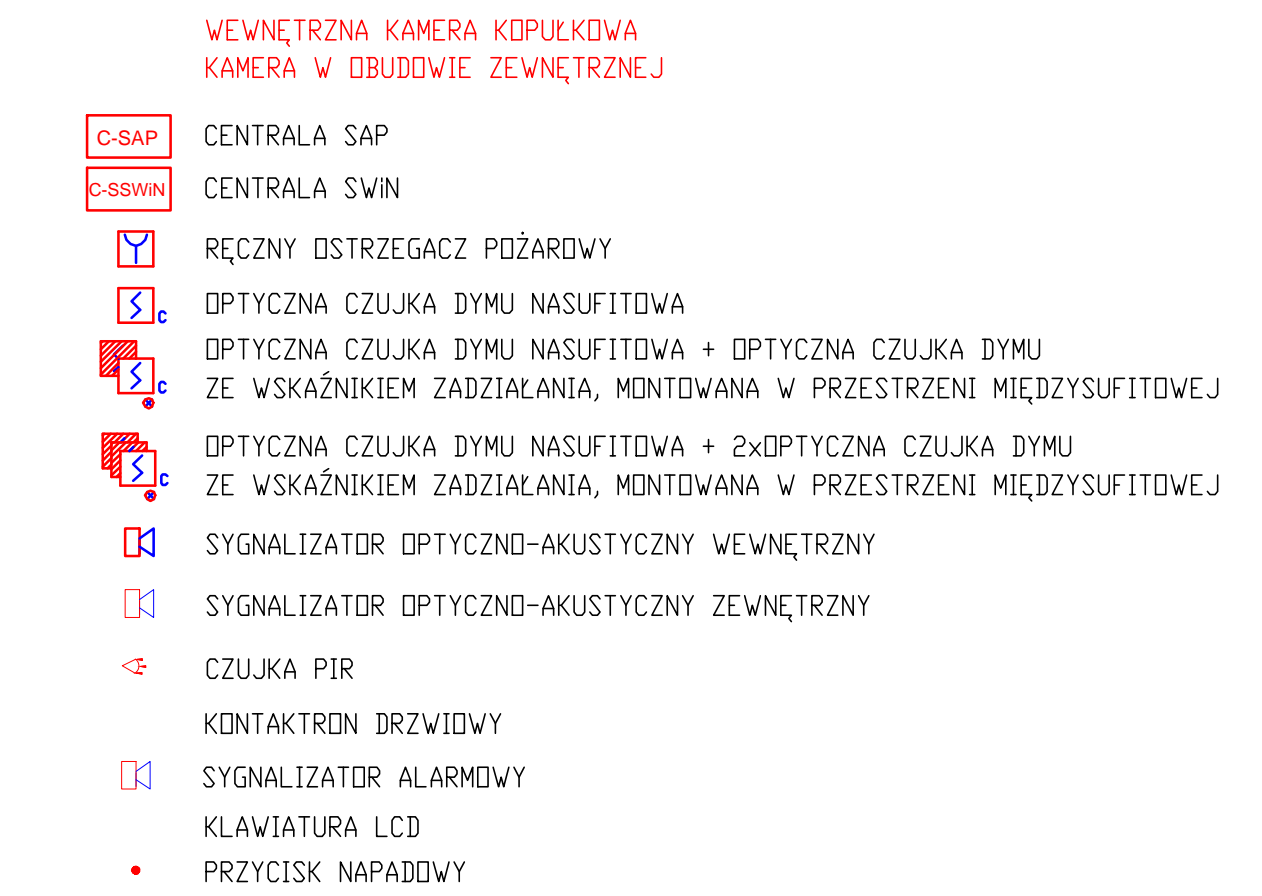 WEWNĘTRZNA KAMERA KOPUŁKOWA
KAMERA W OBUDOWIE ZEWNĘTRZNEJ
C-SAP CENTRALA SAP
C-SSWiN CENTRALA SWiN
RĘCZNY OSTRZEGACZ POŻAROWY
C OPTYCZNA CZUJKA DYMU NASUFITOWA
OPTYCZNA CZUJKA DYMU NASUFITOWA + OPTYCZNA CZUJKA DYMU
C ZE WSKAŹNIKIEM ZADZIAŁANIA, MONTOWANA W PRZESTRZENI MIĘDZYSUFITOWEJ
OPTYCZNA CZUJKA DYMU NASUFITOWA + 2xOPTYCZNA CZUJKA DYMU
C ZE WSKAŹNIKIEM ZADZIAŁANIA, MONTOWANA W PRZESTRZENI MIĘDZYSUFITOWEJ
SYGNALIZATOR OPTYCZNO-AKUSTYCZNY WEWNĘTRZNY
SYGNALIZATOR OPTYCZNO-AKUSTYCZNY ZEWNĘTRZNY
CZUJKA PIR
KONTAKTRON DRZWIOWY
SYGNALIZATOR ALARMOWY
KLAWIATURA LCD
PRZYCISK NAPADOWY